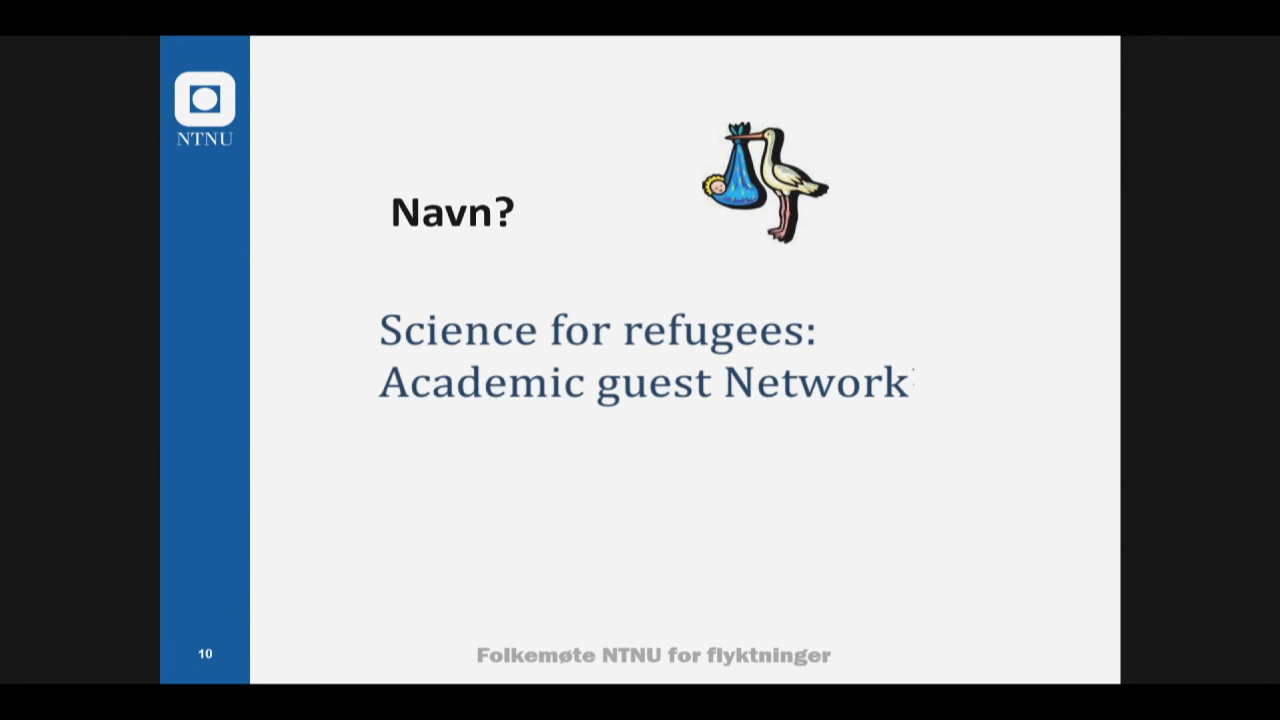 NTNU
Navn?
Science for refugees:
Academic guest Network
10
Folkemøte NTNU for flyktninger